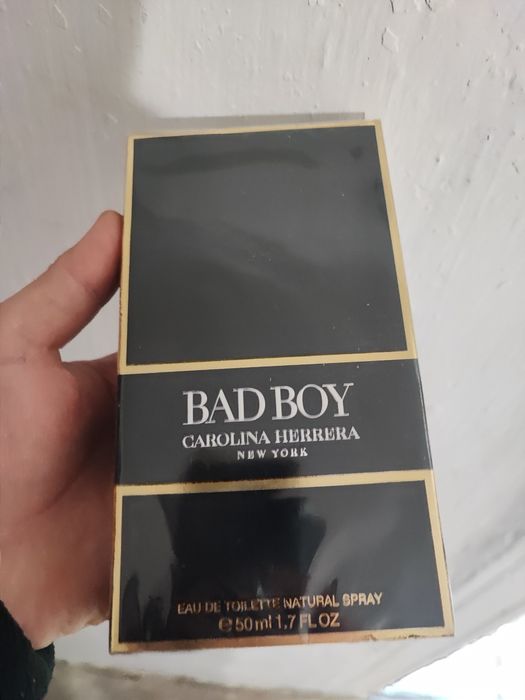 BAD BOY
CAROLINA HERRERA
NEW YORK
EAU DE TOILETTE NATURAL SPRAY
℮50ml 1,7 FL OZ